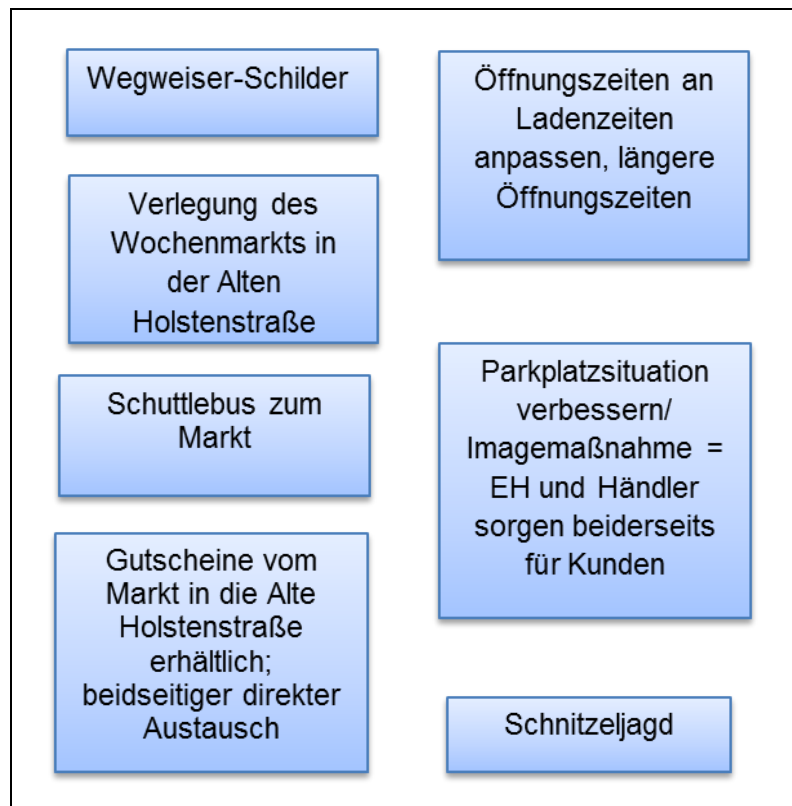 Wegweiser-Schilder
Verlegung des
Wochenmarkts in
der Alten
Holstenstraße
Schuttlebus zum
Markt
Gutscheine vom
Markt in die Alte
Holstenstraße
erhältlich;
beidseitiger direkter
Austausch
Öffnungszeiten an
Ladenzeiten
anpassen, längere
Öffnungszeiten
Parkplatzsituation
verbessern/
Imagemaßnahme =
EH und Händler
sorgen beiderseits
für Kunden
Schnitzeljagd